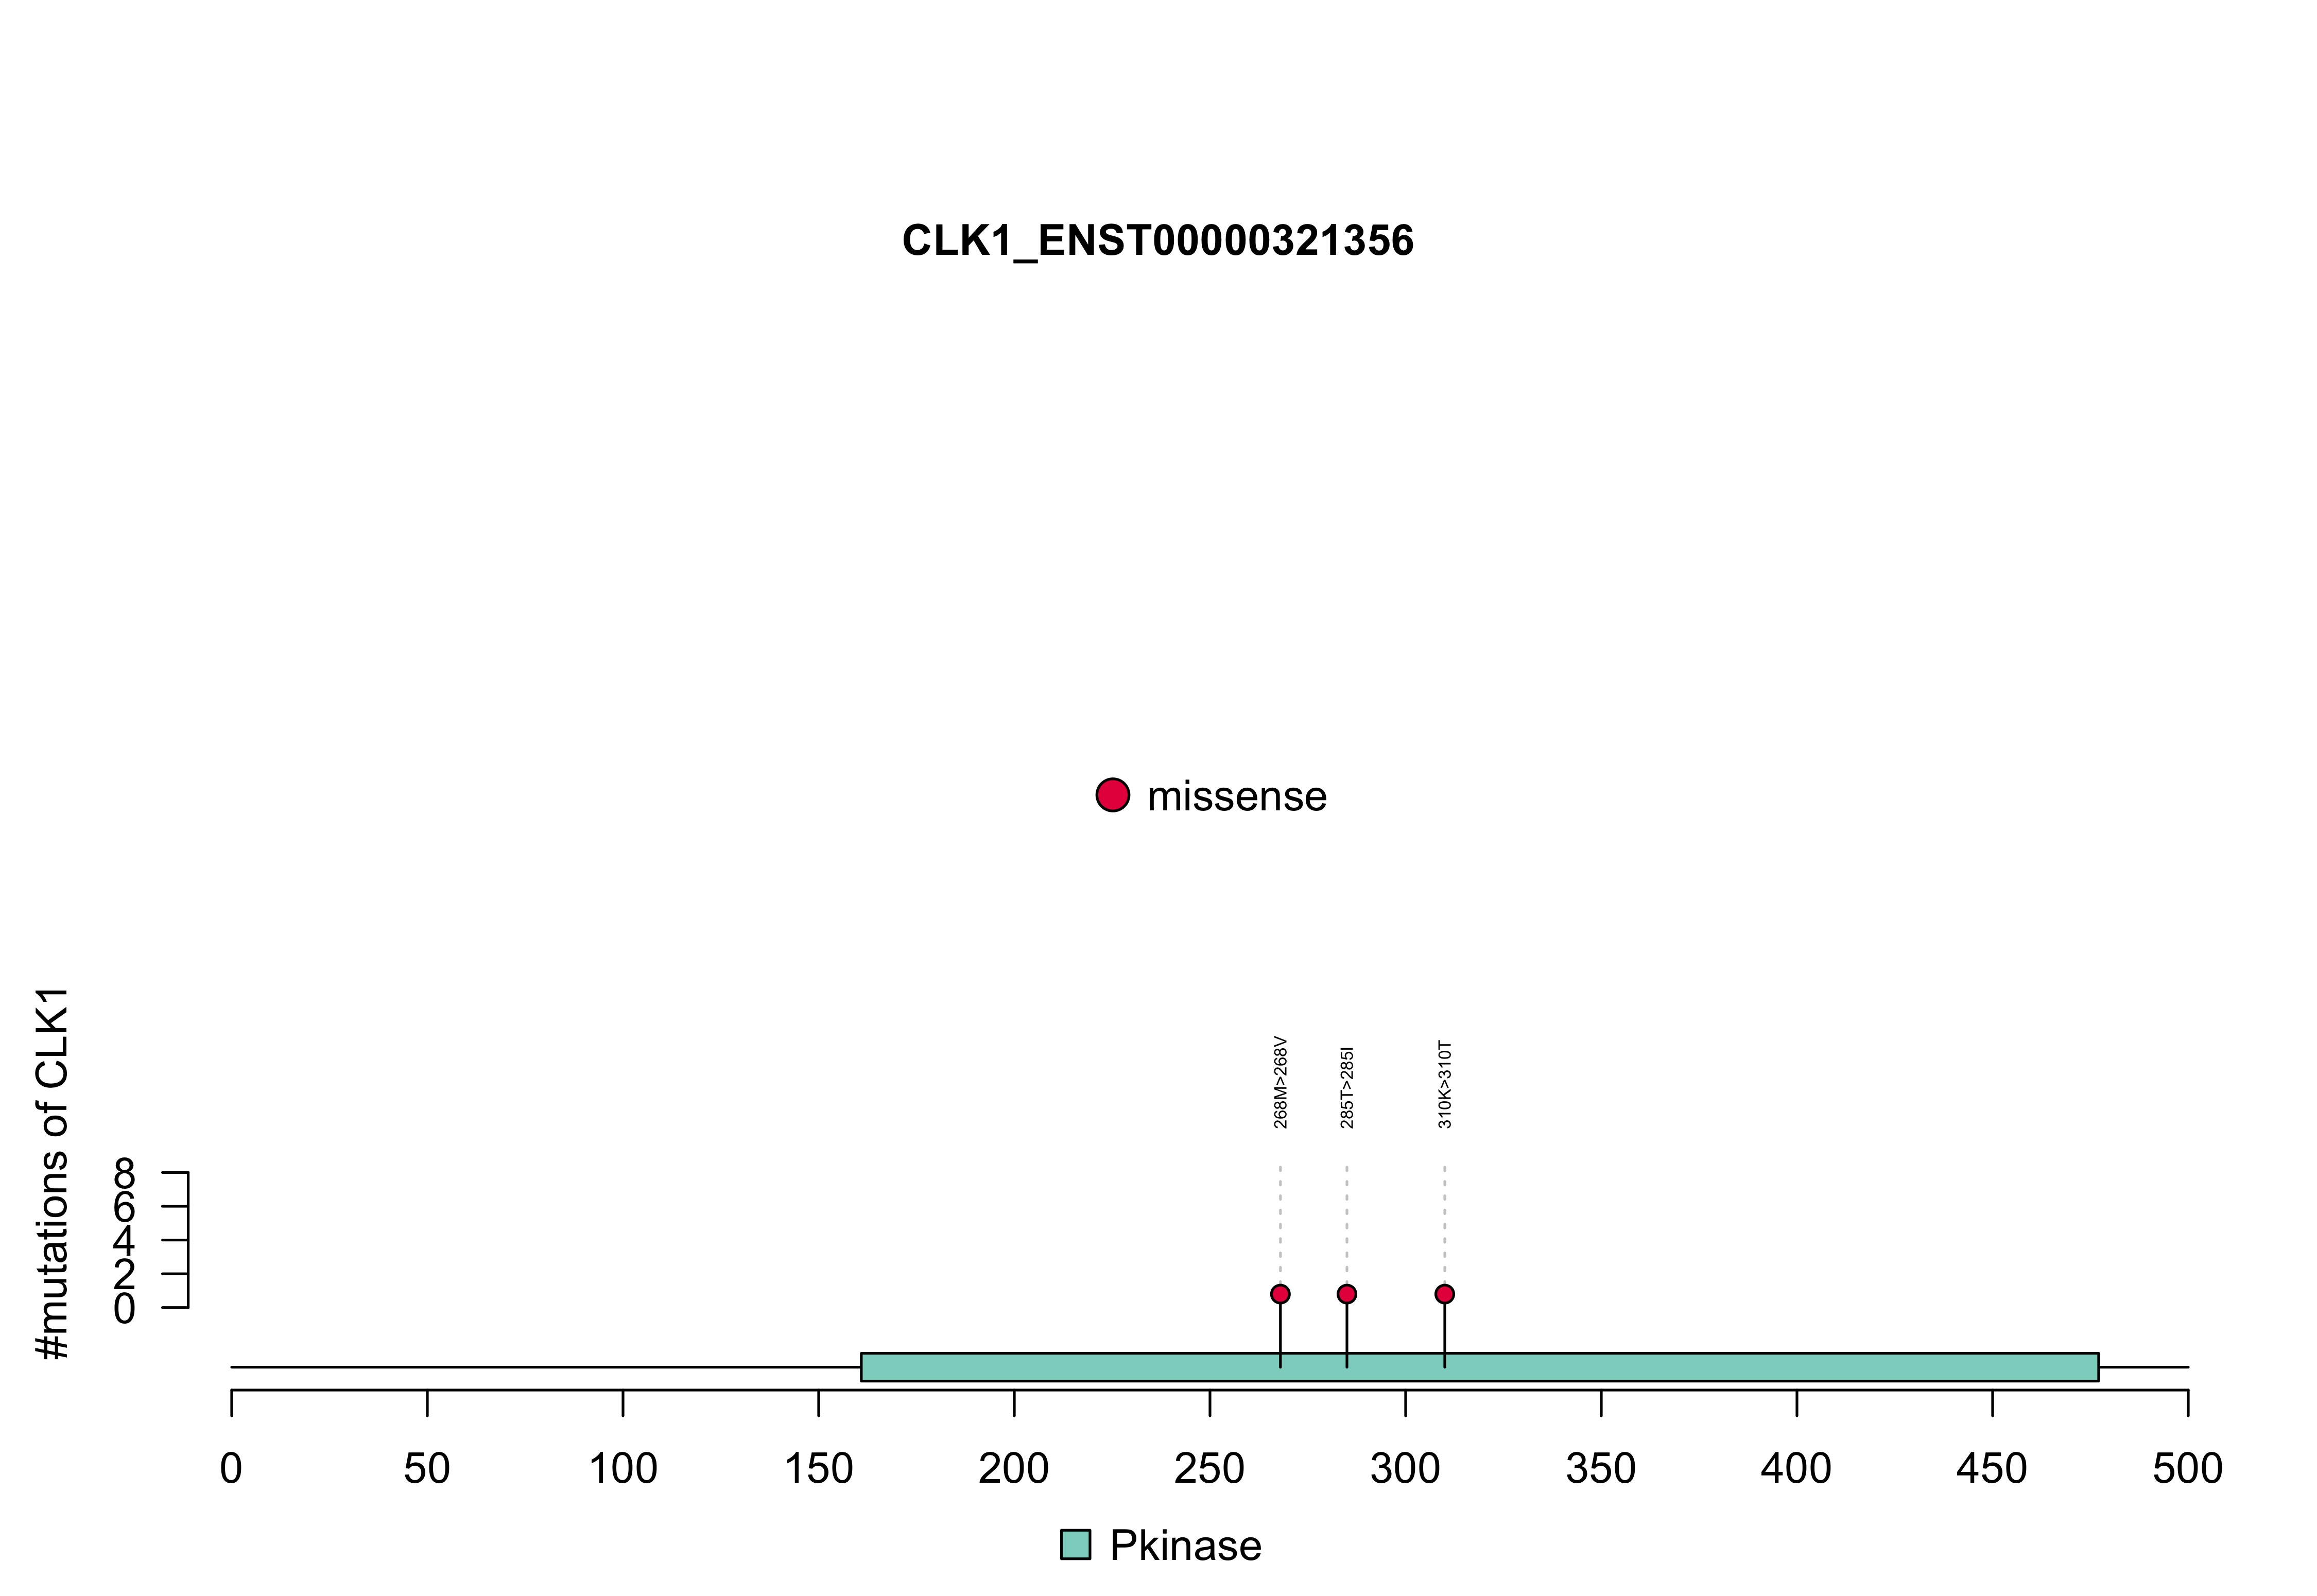 CLK1_ENST00000321356
missense
#mutations of CLK1
268M>268V
285T>285I
310K>310T
8
6
4
2
0
0 50 100 150 200 250 300 350 400 450 500
Pkinase